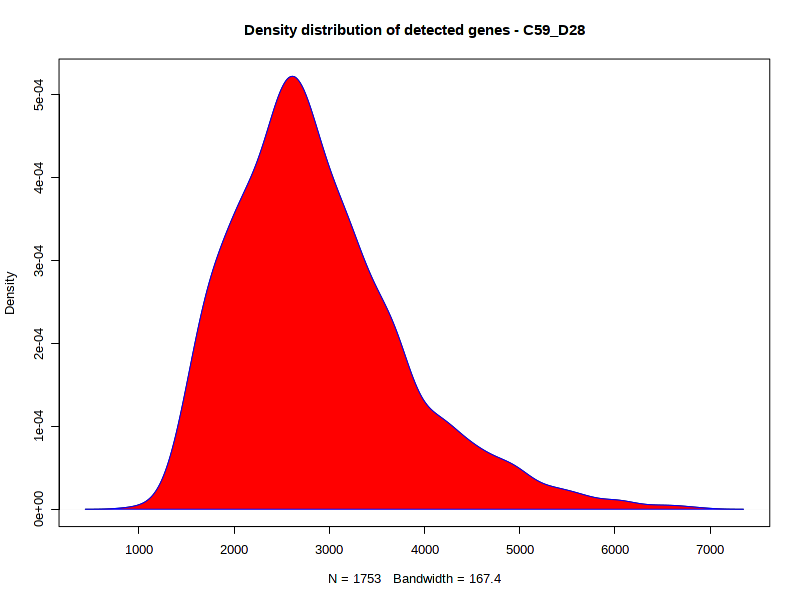 Density distribution of detected genes - C59_D28
Density
5e-04
4e-04
3e-04
2e-04
1e-04
0e+00
1000 2000 3000 4000 5000 6000 7000
N = 1753   Bandwidth = 167.4